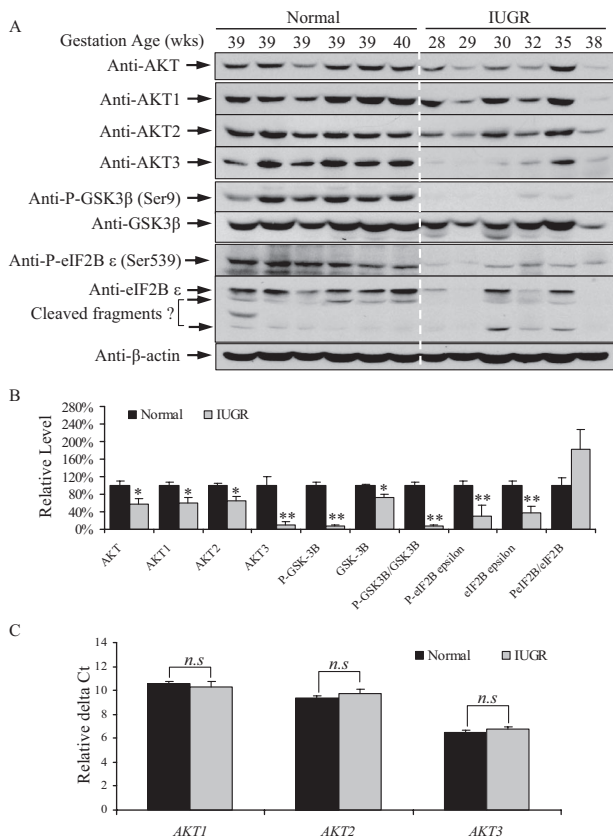 A
Normal IUGR
Gestation Age (wks) 39 39 39 39 39 40 28 29 30 32 35 38
Anti-AKT
Anti-AKT1
Anti-AKT2
Anti-AKT3
Anti-P-GSK3β (Ser9)
Anti-GSK3β
Anti-P-eIF2B ε (Ser539)
Anti-eIF2B ε
Cleaved fragments ?
Anti-β-actin
B
Normal IUGR
Relative Level
280%
240%
200%
160%
120%
80%
40%
0%
* * * ** ** * ** ** **
AKT AKT1 AKT2 AKT3 P-GSK-3B GSK-3B P-GSK3B/GSK3B P-eIF2B epsilon eIF2B epsilon PeIF2B/eIF2B
C
Normal IUGR
Relative delta Ct
14
12
10
8
6
4
2
0
n.s n.s n.s
AKT1 AKT2 AKT3